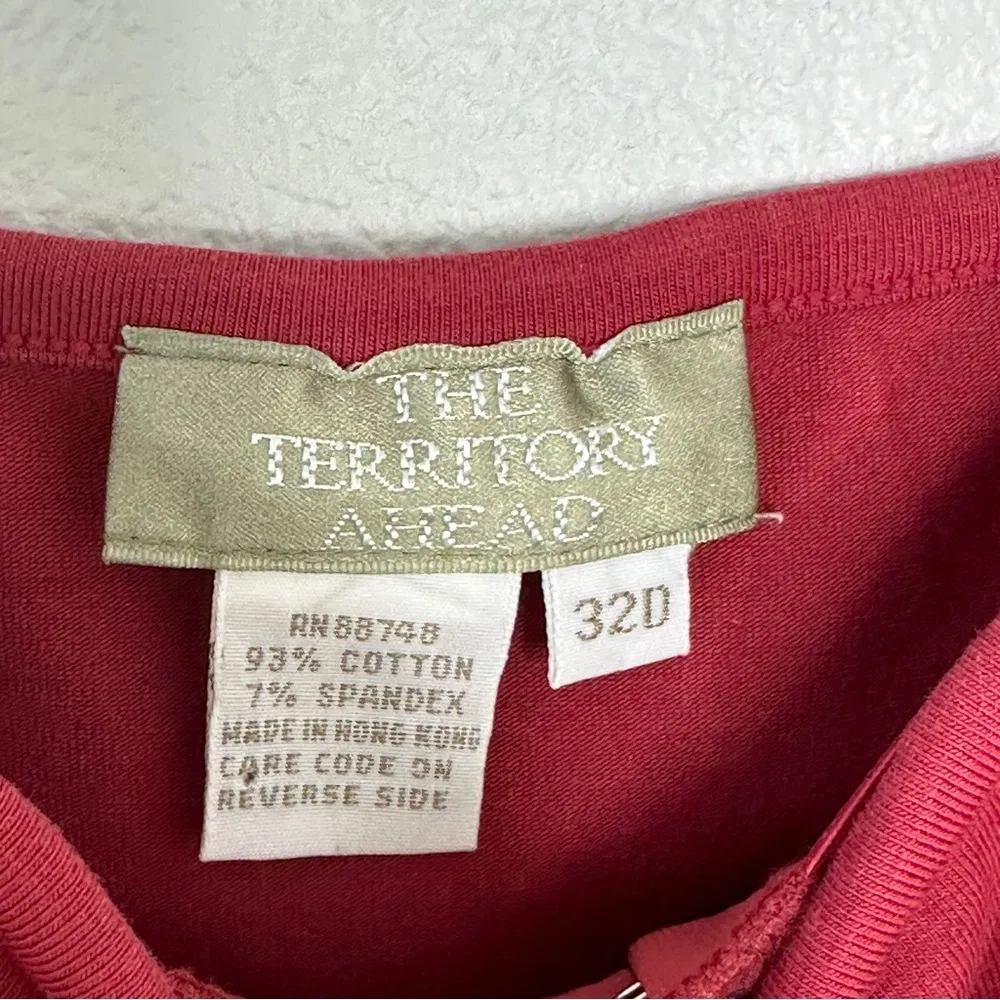 THE
TERRITORY
AHEAD
32D
RN88748
93% COTTON
7% SPANDEX
MADE IN HONG KONG
CARE CODE ON
REVERSE SIDE